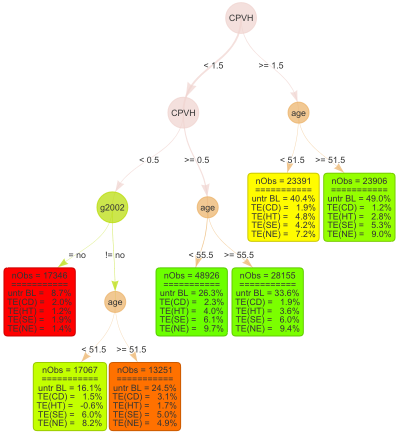 CPVH
< 1.5
>= 1.5
CPVH
age
< 0.5
>= 0.5
< 51.5
>= 51.5
g2002
age
nObs = 23391
===========
untr BL = 40.4%
TE(CD) = 1.9%
TE(HT) = 4.8%
TE(SE) = 4.2%
TE(NE) = 7.2%
nObs = 23906
===========
untr BL = 49.0%
TE(CD) = 1.2%
TE(HT) = 2.8%
TE(SE) = 5.3%
TE(NE) = 9.0%
= no
!= no
< 55.5
>= 55.5
nObs = 17345
===========
untr BL = 8.7%
TE(CD) = 2.0%
TE(HT) = 1.2%
TE(SE) = 1.9%
TE(NE) = 1.4%
age
nObs = 48926
===========
untr BL = 26.3%
TE(CD) = 2.3%
TE(HT) = 4.0%
TE(SE) = 6.1%
TE(NE) = 9.7%
nObs = 28155
===========
untr BL = 33.6%
TE(CD) = 1.9%
TE(HT) = 3.6%
TE(SE) = 6.0%
TE(NE) = 9.4%
< 51.5
>= 51.5
nObs = 17067
===========
untr BL = 16.1%
TE(CD) = 1.5%
TE(HT) = -0.6%
TE(SE) = 6.0%
TE(NE) = 8.2%
nObs = 13251
===========
untr BL = 24.5%
TE(CD) = 3.1%
TE(HT) = 1.7%
TE(SE) = 5.0%
TE(NE) = 4.9%